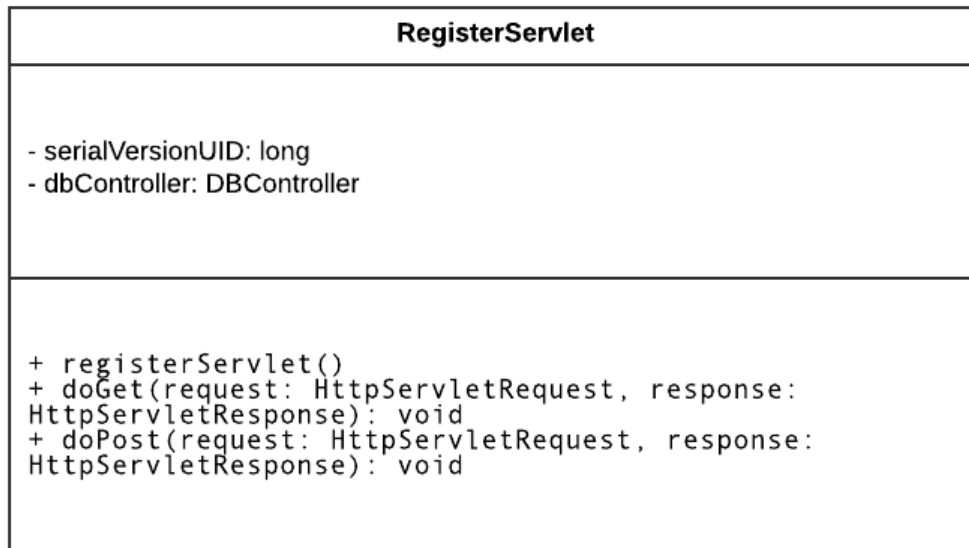 RegisterServlet
- serialVersionUID: long
- dbController: DBController
+ registerServlet()
+ doGet(request: HttpServletRequest, response:
HttpServletResponse): void
+ doPost(request: HttpServletRequest, response:
HttpServletResponse): void